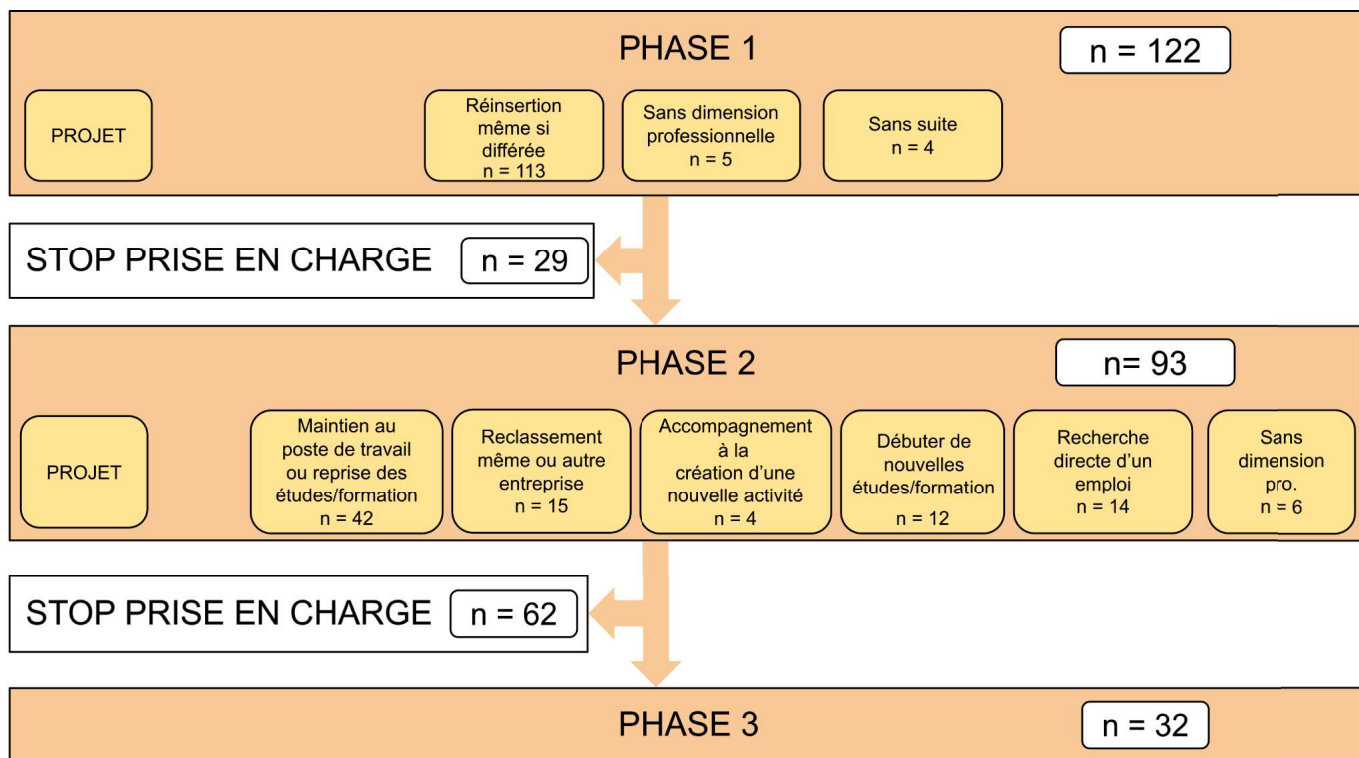 PHASE 1
n = 122
PROJET
Réinsertion
même si
différée
n = 113
Sans dimension
professionnelle
n = 5
Sans suite
n = 4
STOP PRISE EN CHARGE
n = 29
PHASE 2
n= 93
PROJET
Maintien au
poste de travail
ou reprise des
études/formation
n = 42
Reclassement
même ou autre
entreprise
n = 15
Accompagnement
à la
création d’une
nouvelle activité
n = 4
Débuter de
nouvelles
études/formation
n = 12
Recherche
directe d’un
emploi
n = 14
Sans
dimension
pro.
n = 6
STOP PRISE EN CHARGE
n = 62
PHASE 3
n = 32